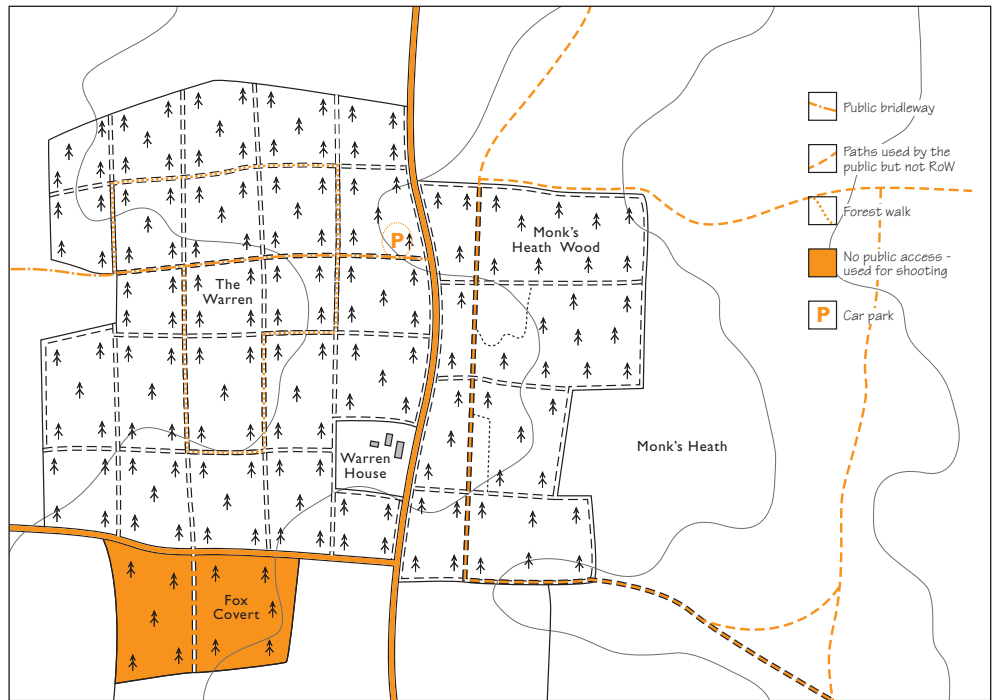 Monk's
Heath Wood
P
The
Warren
Warren
House
Monk's Heath
Fox
Covert
Public bridleway
Paths used by the
public but not RoW
Forest walk
No public access -
used for shooting
P
Car park